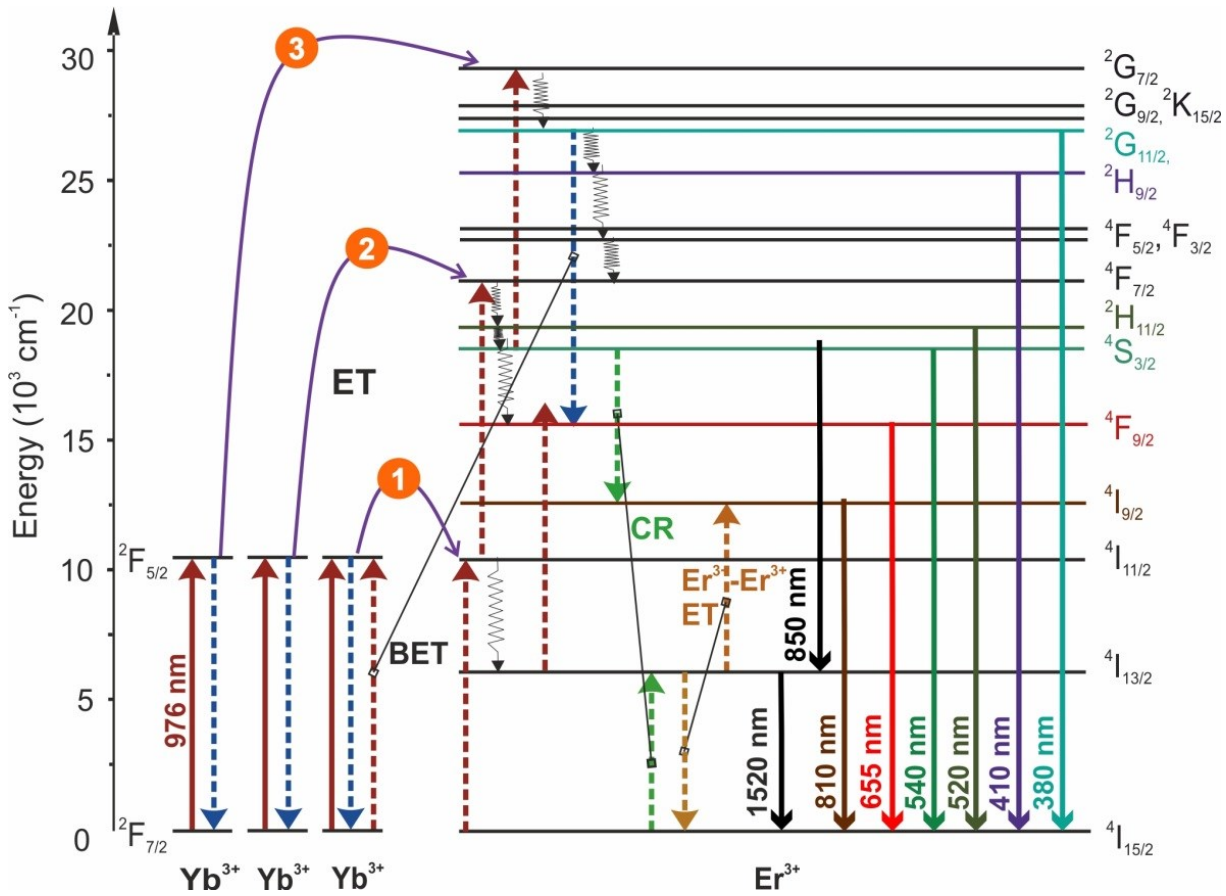 Energy (10³ cm⁻¹)
30
25
20
15
10
5
0
3
2
1
ET
BET
CR
Er³⁺-Er³⁺
ET
976 nm
²F₅/₂
²F₇/₂
Yb³⁺
Yb³⁺
Yb³⁺
Er³⁺
1520 nm
850 nm
810 nm
655 nm
540 nm
520 nm
410 nm
380 nm
²G₇/₂
²G₉/₂, ²K₁₅/₂
²G₁₁/₂,
²H₉/₂
⁴F₅/₂, ⁴F₃/₂
⁴F₇/₂
²H₁₁/₂
⁴S₃/₂
⁴F₉/₂
⁴I₉/₂
⁴I₁₁/₂
⁴I₁₃/₂
⁴I₁₅/₂